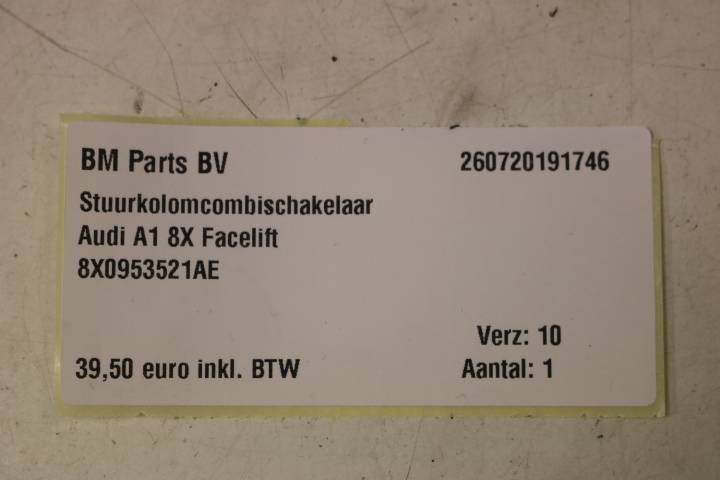 BM Parts BV 260720191746
Stuurkolomcombischakelaar
Audi A1 8X Facelift
8X0953521AE
Verz: 10
39,50 euro inkl. BTW Aantal: 1